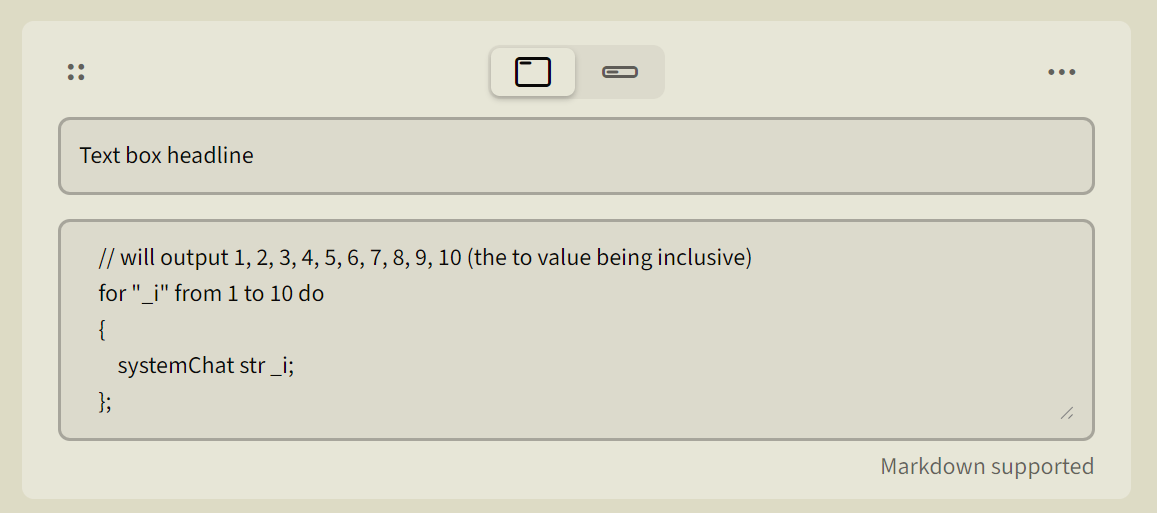 Text box headline
// will output 1, 2, 3, 4, 5, 6, 7, 8, 9, 10 (the to value being inclusive)
for "_i" from 1 to 10 do
{
    systemChat str _i;
};
Markdown supported